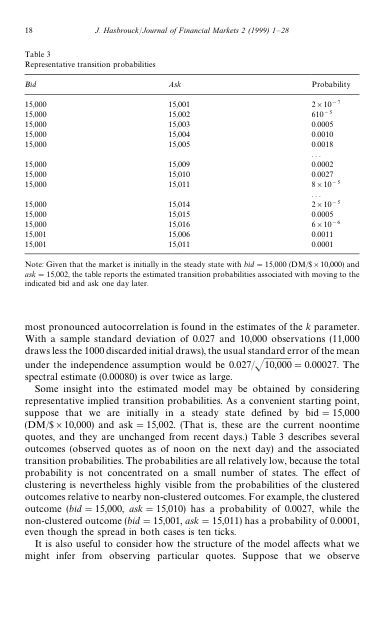 18 J. Hasbrouck/Journal of Financial Markets 2 (1999) 1–28
Table 3
Representative transition probabilities
Bid Ask Probability
15,000 15,001 2 × 10⁻⁷
15,000 15,002 610⁻⁵
15,000 15,003 0.0005
15,000 15,004 0.0010
15,000 15,005 0.0018
...
15,000 15,009 0.0002
15,000 15,010 0.0027
15,000 15,011 8 × 10⁻⁵
...
15,000 15,014 2 × 10⁻⁵
15,000 15,015 0.0005
15,000 15,016 6 × 10⁻⁶
15,001 15,006 0.0011
15,001 15,011 0.0001
Note: Given that the market is initially in the steady state with bid = 15,000 (DM/$ × 10,000) and
ask = 15,002, the table reports the estimated transition probabilities associated with moving to the
indicated bid and ask one day later.
most pronounced autocorrelation is found in the estimates of the k parameter.
With a sample standard deviation of 0.027 and 10,000 observations (11,000
draws less the 1000 discarded initial draws), the usual standard error of the mean
under the independence assumption would be 0.027/√10,000 = 0.00027. The
spectral estimate (0.00080) is over twice as large.
Some insight into the estimated model may be obtained by considering
representative implied transition probabilities. As a convenient starting point,
suppose that we are initially in a steady state defined by bid = 15,000
(DM/$ × 10,000) and ask = 15,002. (That is, these are the current noontime
quotes, and they are unchanged from recent days.) Table 3 describes several
outcomes (observed quotes as of noon on the next day) and the associated
transition probabilities. The probabilities are all relatively low, because the total
probability is not concentrated on a small number of states. The effect of
clustering is nevertheless highly visible from the probabilities of the clustered
outcomes relative to nearby non-clustered outcomes. For example, the clustered
outcome (bid = 15,000, ask = 15,010) has a probability of 0.0027, while the
non-clustered outcome (bid = 15,001, ask = 15,011) has a probability of 0.0001,
even though the spread in both cases is ten ticks.
It is also useful to consider how the structure of the model affects what we
might infer from observing particular quotes. Suppose that we observe